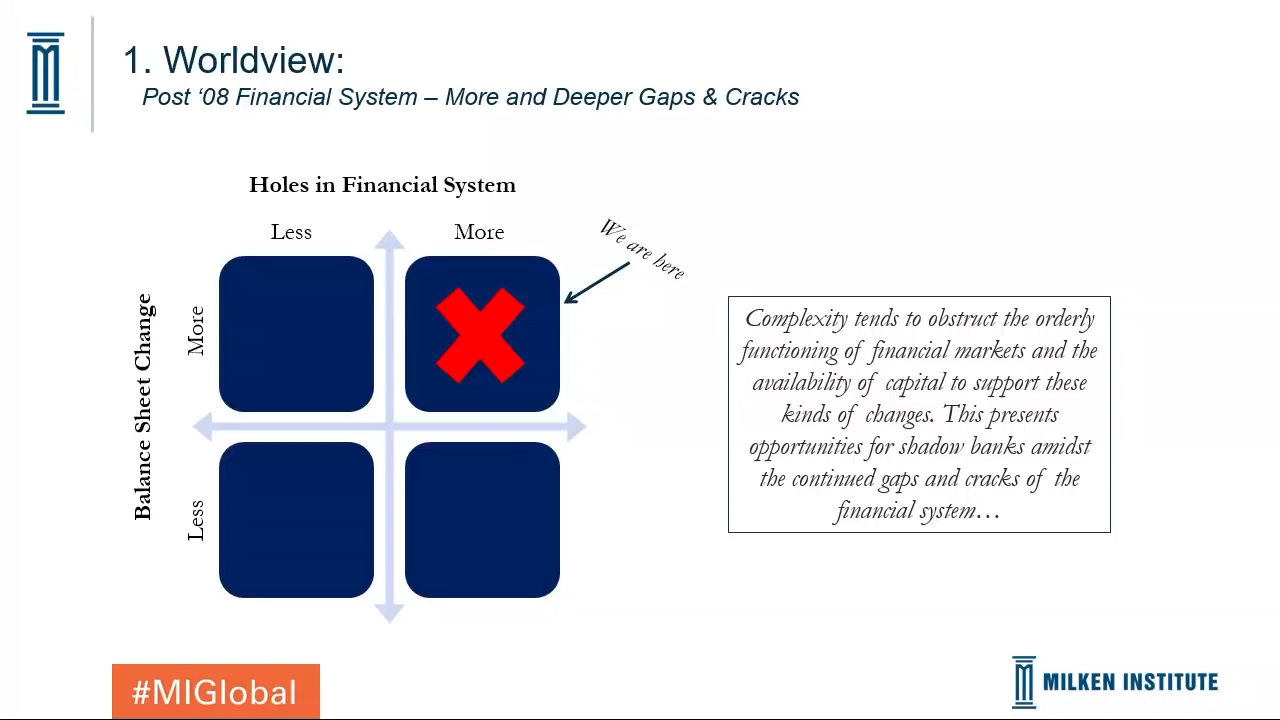 1. Worldview:
Post ‘08 Financial System – More and Deeper Gaps & Cracks
Holes in Financial System
Less
More
We are here
Balance Sheet Change
More
Less
Complexity tends to obstruct the orderly
functioning of financial markets and the
availability of capital to support these
kinds of changes. This presents
opportunities for shadow banks amidst
the continued gaps and cracks of the
financial system…
#MIGlobal
MILKEN INSTITUTE